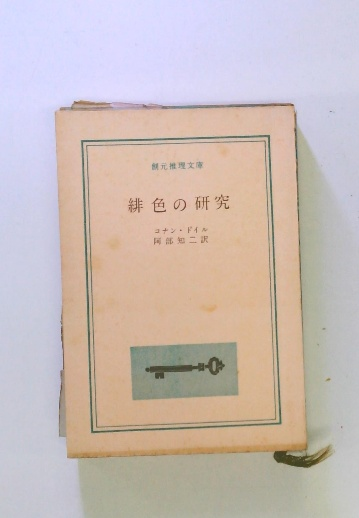 創元推理文庫
緋色の研究
コナン・ドイル
阿部知二訳